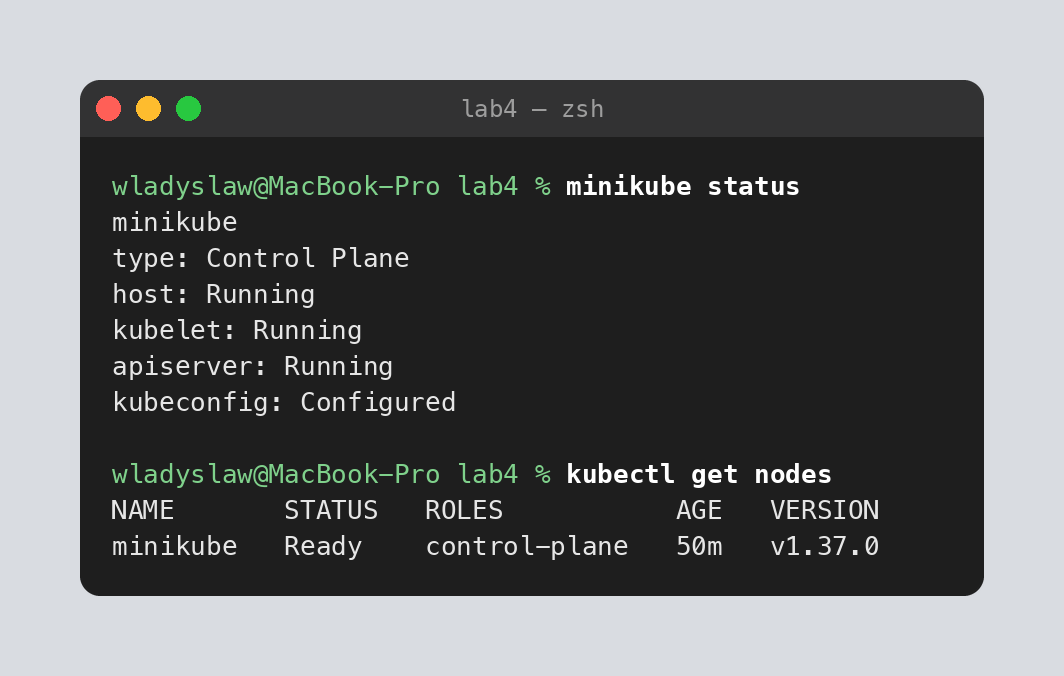 lab4 — zsh
wladyslaw@MacBook-Pro lab4 % minikube status
minikube
type: Control Plane
host: Running
kubelet: Running
apiserver: Running
kubeconfig: Configured
wladyslaw@MacBook-Pro lab4 % kubectl get nodes
NAME       STATUS   ROLES           AGE   VERSION
minikube   Ready    control-plane   50m   v1.37.0